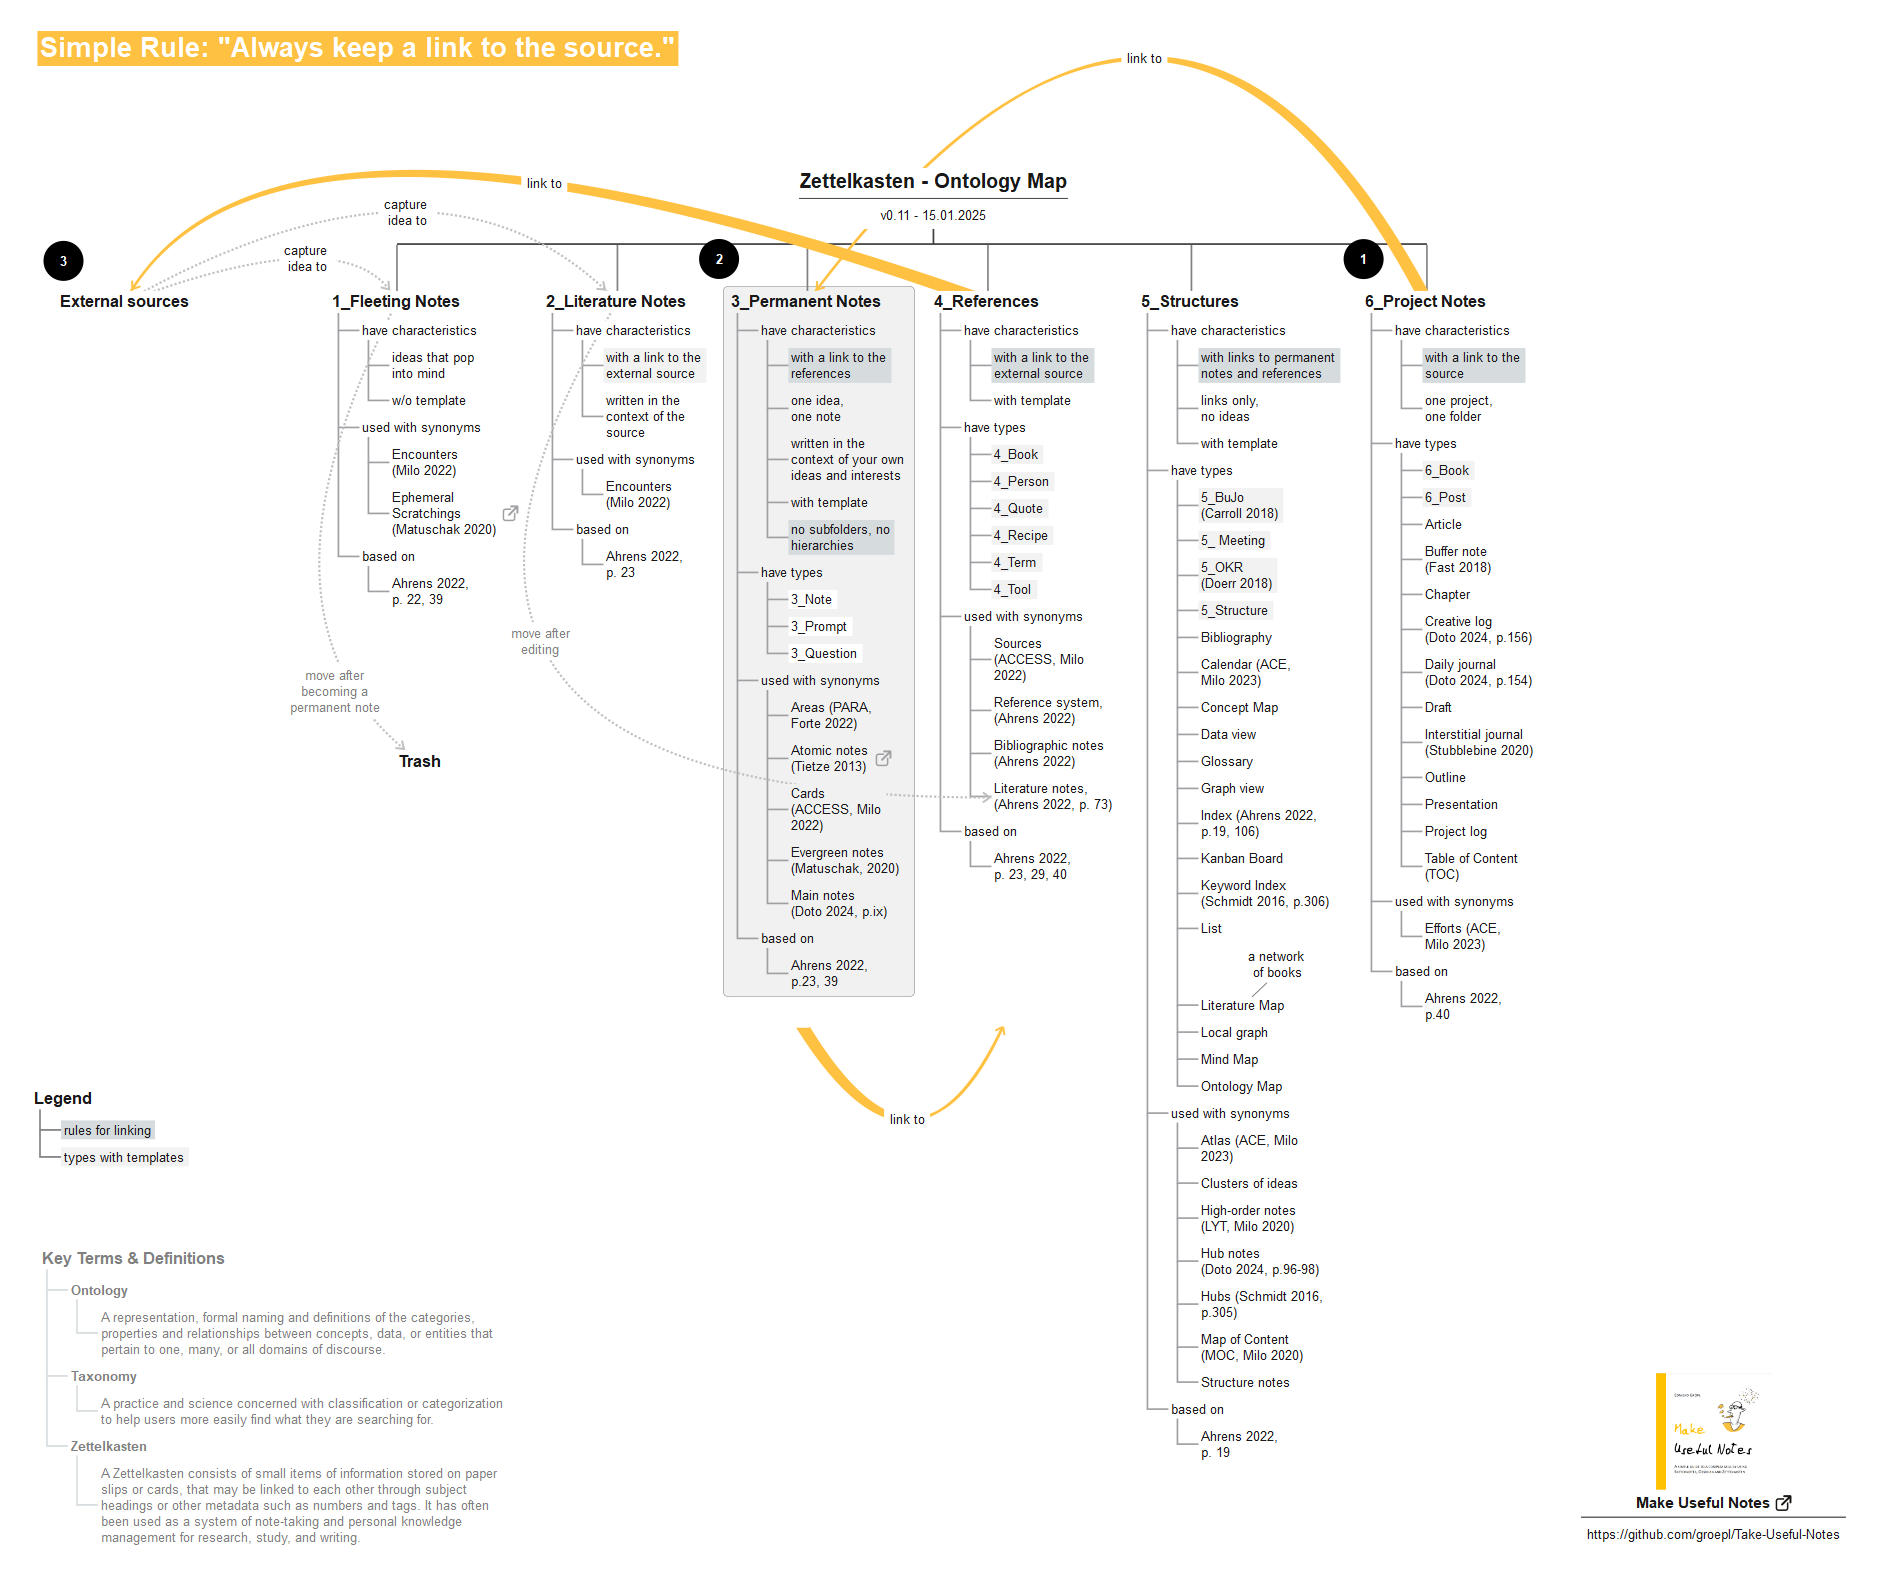 Simple Rule: "Always keep a link to the source."
link to
Zettelkasten - Ontology Map
v0.11 - 15.01.2025
link to
capture
idea to
capture
idea to
3
2
1
External sources
1_Fleeting Notes
have characteristics
ideas that pop
into mind
w/o template
used with synonyms
Encounters
(Milo 2022)
Ephemeral
Scratchings
(Matuschak 2020)
based on
Ahrens 2022,
p. 22, 39
move after
becoming a
permanent note
Trash
2_Literature Notes
have characteristics
with a link to the
external source
written in the
context of the
source
used with synonyms
Encounters
(Milo 2022)
based on
Ahrens 2022,
p. 23
move after
editing
3_Permanent Notes
have characteristics
with a link to the
references
one idea,
one note
written in the
context of your own
ideas and interests
with template
no subfolders, no
hierarchies
have types
3_Note
3_Prompt
3_Question
used with synonyms
Areas (PARA,
Forte 2022)
Atomic notes
(Tietze 2013)
Cards
(ACCESS, Milo
2022)
Evergreen notes
(Matuschak, 2020)
Main notes
(Doto 2024, p.ix)
based on
Ahrens 2022,
p.23, 39
link to
4_References
have characteristics
with a link to the
external source
with template
have types
4_Book
4_Person
4_Quote
4_Recipe
4_Term
4_Tool
used with synonyms
Sources
(ACCESS, Milo
2022)
Reference system,
(Ahrens 2022)
Bibliographic notes
(Ahrens 2022)
Literature notes,
(Ahrens 2022, p. 73)
based on
Ahrens 2022,
p. 23, 29, 40
5_Structures
have characteristics
with links to permanent
notes and references
links only,
no ideas
with template
have types
5_BuJo
(Carroll 2018)
5_ Meeting
5_OKR
(Doerr 2018)
5_Structure
Bibliography
Calendar (ACE,
Milo 2023)
Concept Map
Data view
Glossary
Graph view
Index (Ahrens 2022,
p.19, 106)
Kanban Board
Keyword Index
(Schmidt 2016, p.306)
List
a network
of books
Literature Map
Local graph
Mind Map
Ontology Map
used with synonyms
Atlas (ACE, Milo
2023)
Clusters of ideas
High-order notes
(LYT, Milo 2020)
Hub notes
(Doto 2024, p.96-98)
Hubs (Schmidt 2016,
p.305)
Map of Content
(MOC, Milo 2020)
Structure notes
based on
Ahrens 2022,
p. 19
6_Project Notes
have characteristics
with a link to the
source
one project,
one folder
have types
6_Book
6_Post
Article
Buffer note
(Fast 2018)
Chapter
Creative log
(Doto 2024, p.156)
Daily journal
(Doto 2024, p.154)
Draft
Interstitial journal
(Stubblebine 2020)
Outline
Presentation
Project log
Table of Content
(TOC)
used with synonyms
Efforts (ACE,
Milo 2023)
based on
Ahrens 2022,
p.40
Legend
rules for linking
types with templates
Key Terms & Definitions
Ontology
A representation, formal naming and definitions of the categories,
properties and relationships between concepts, data, or entities that
pertain to one, many, or all domains of discourse.
Taxonomy
A practice and science concerned with classification or categorization
to help users more easily find what they are searching for.
Zettelkasten
A Zettelkasten consists of small items of information stored on paper
slips or cards, that may be linked to each other through subject
headings or other metadata such as numbers and tags. It has often
been used as a system of note-taking and personal knowledge
management for research, study, and writing.
Make
Useful Notes
Make Useful Notes
https://github.com/groepl/Take-Useful-Notes